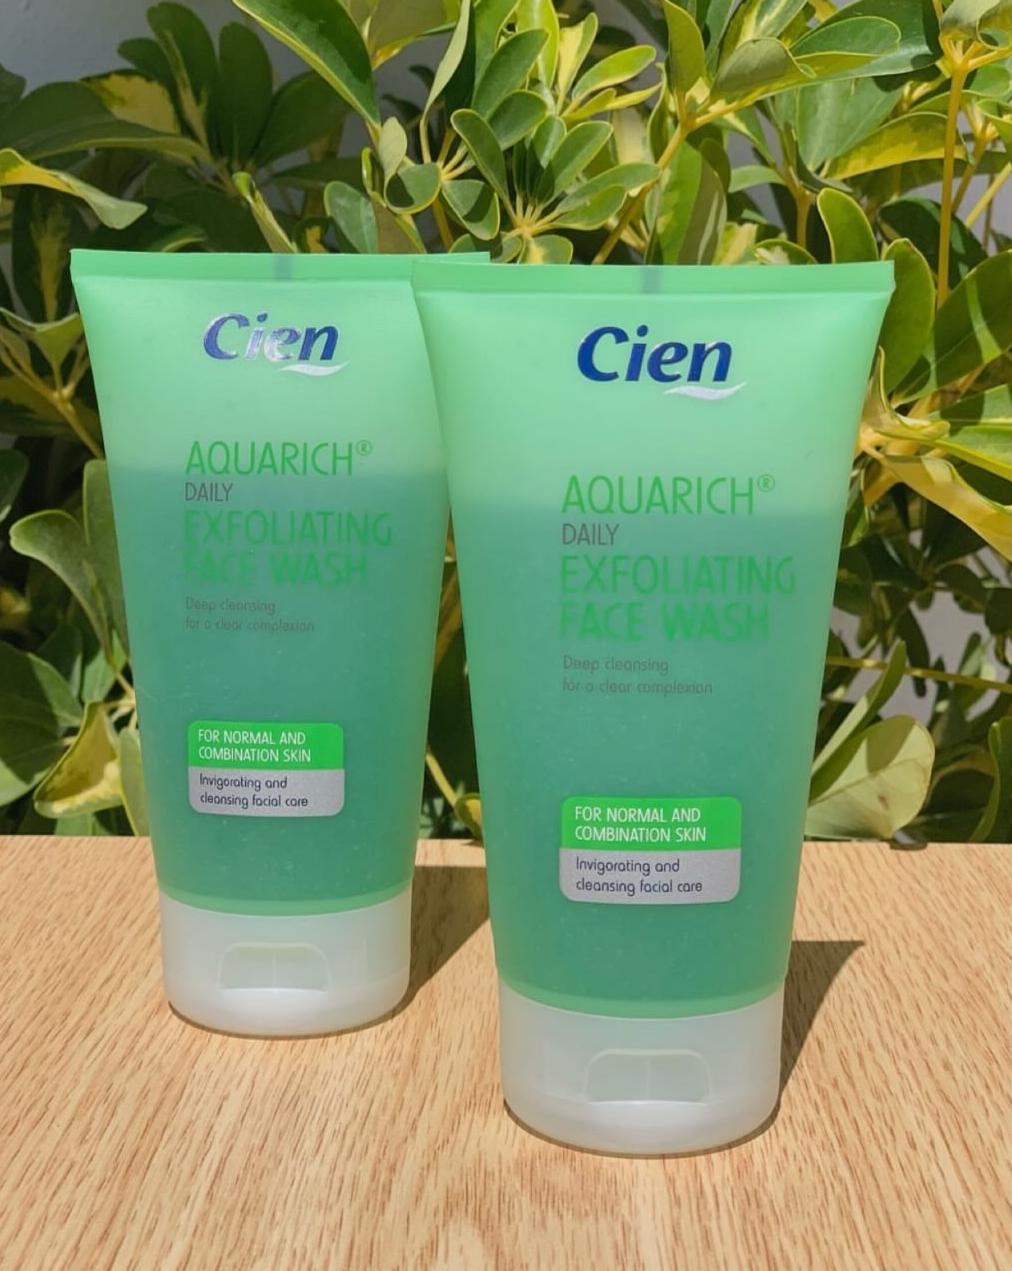 Cien
AQUARICH®
DAILY
EXFOLIATING
FACE WASH
Deep cleansing
for a clear complexion
FOR NORMAL AND
COMBINATION SKIN
Invigorating and
cleansing facial care
Cien
AQUARICH®
DAILY
EXFOLIATING
FACE WASH
Deep cleansing
for a clear complexion
FOR NORMAL AND
COMBINATION SKIN
Invigorating and
cleansing facial care